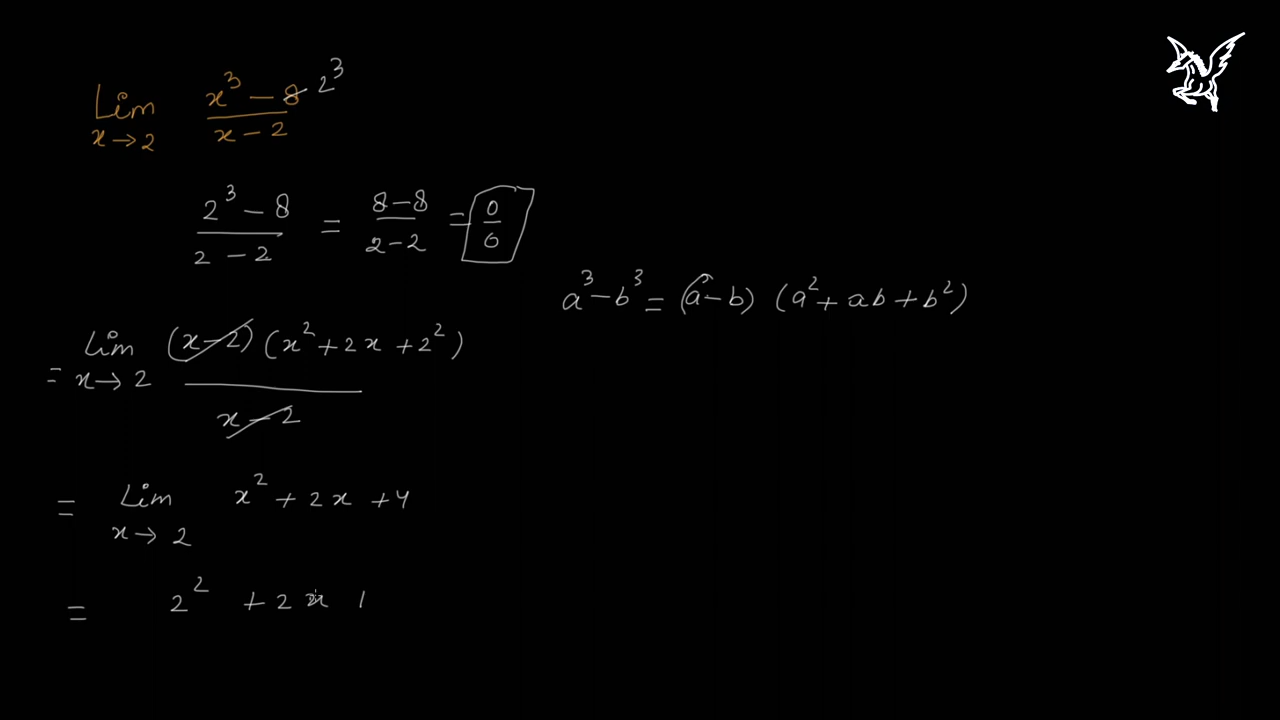 Lim x→2 (x³ − 8)/(x − 2) 2³
(2³ − 8)/(2 − 2) = (8−8)/(2−2) = 0/0
a³ − b³ = (a − b) (a² + ab + b²)
= Lim x→2 (x−2)(x² + 2x + 2²)/(x−2)
= Lim x→2 x² + 2x + 4
= 2² + 2